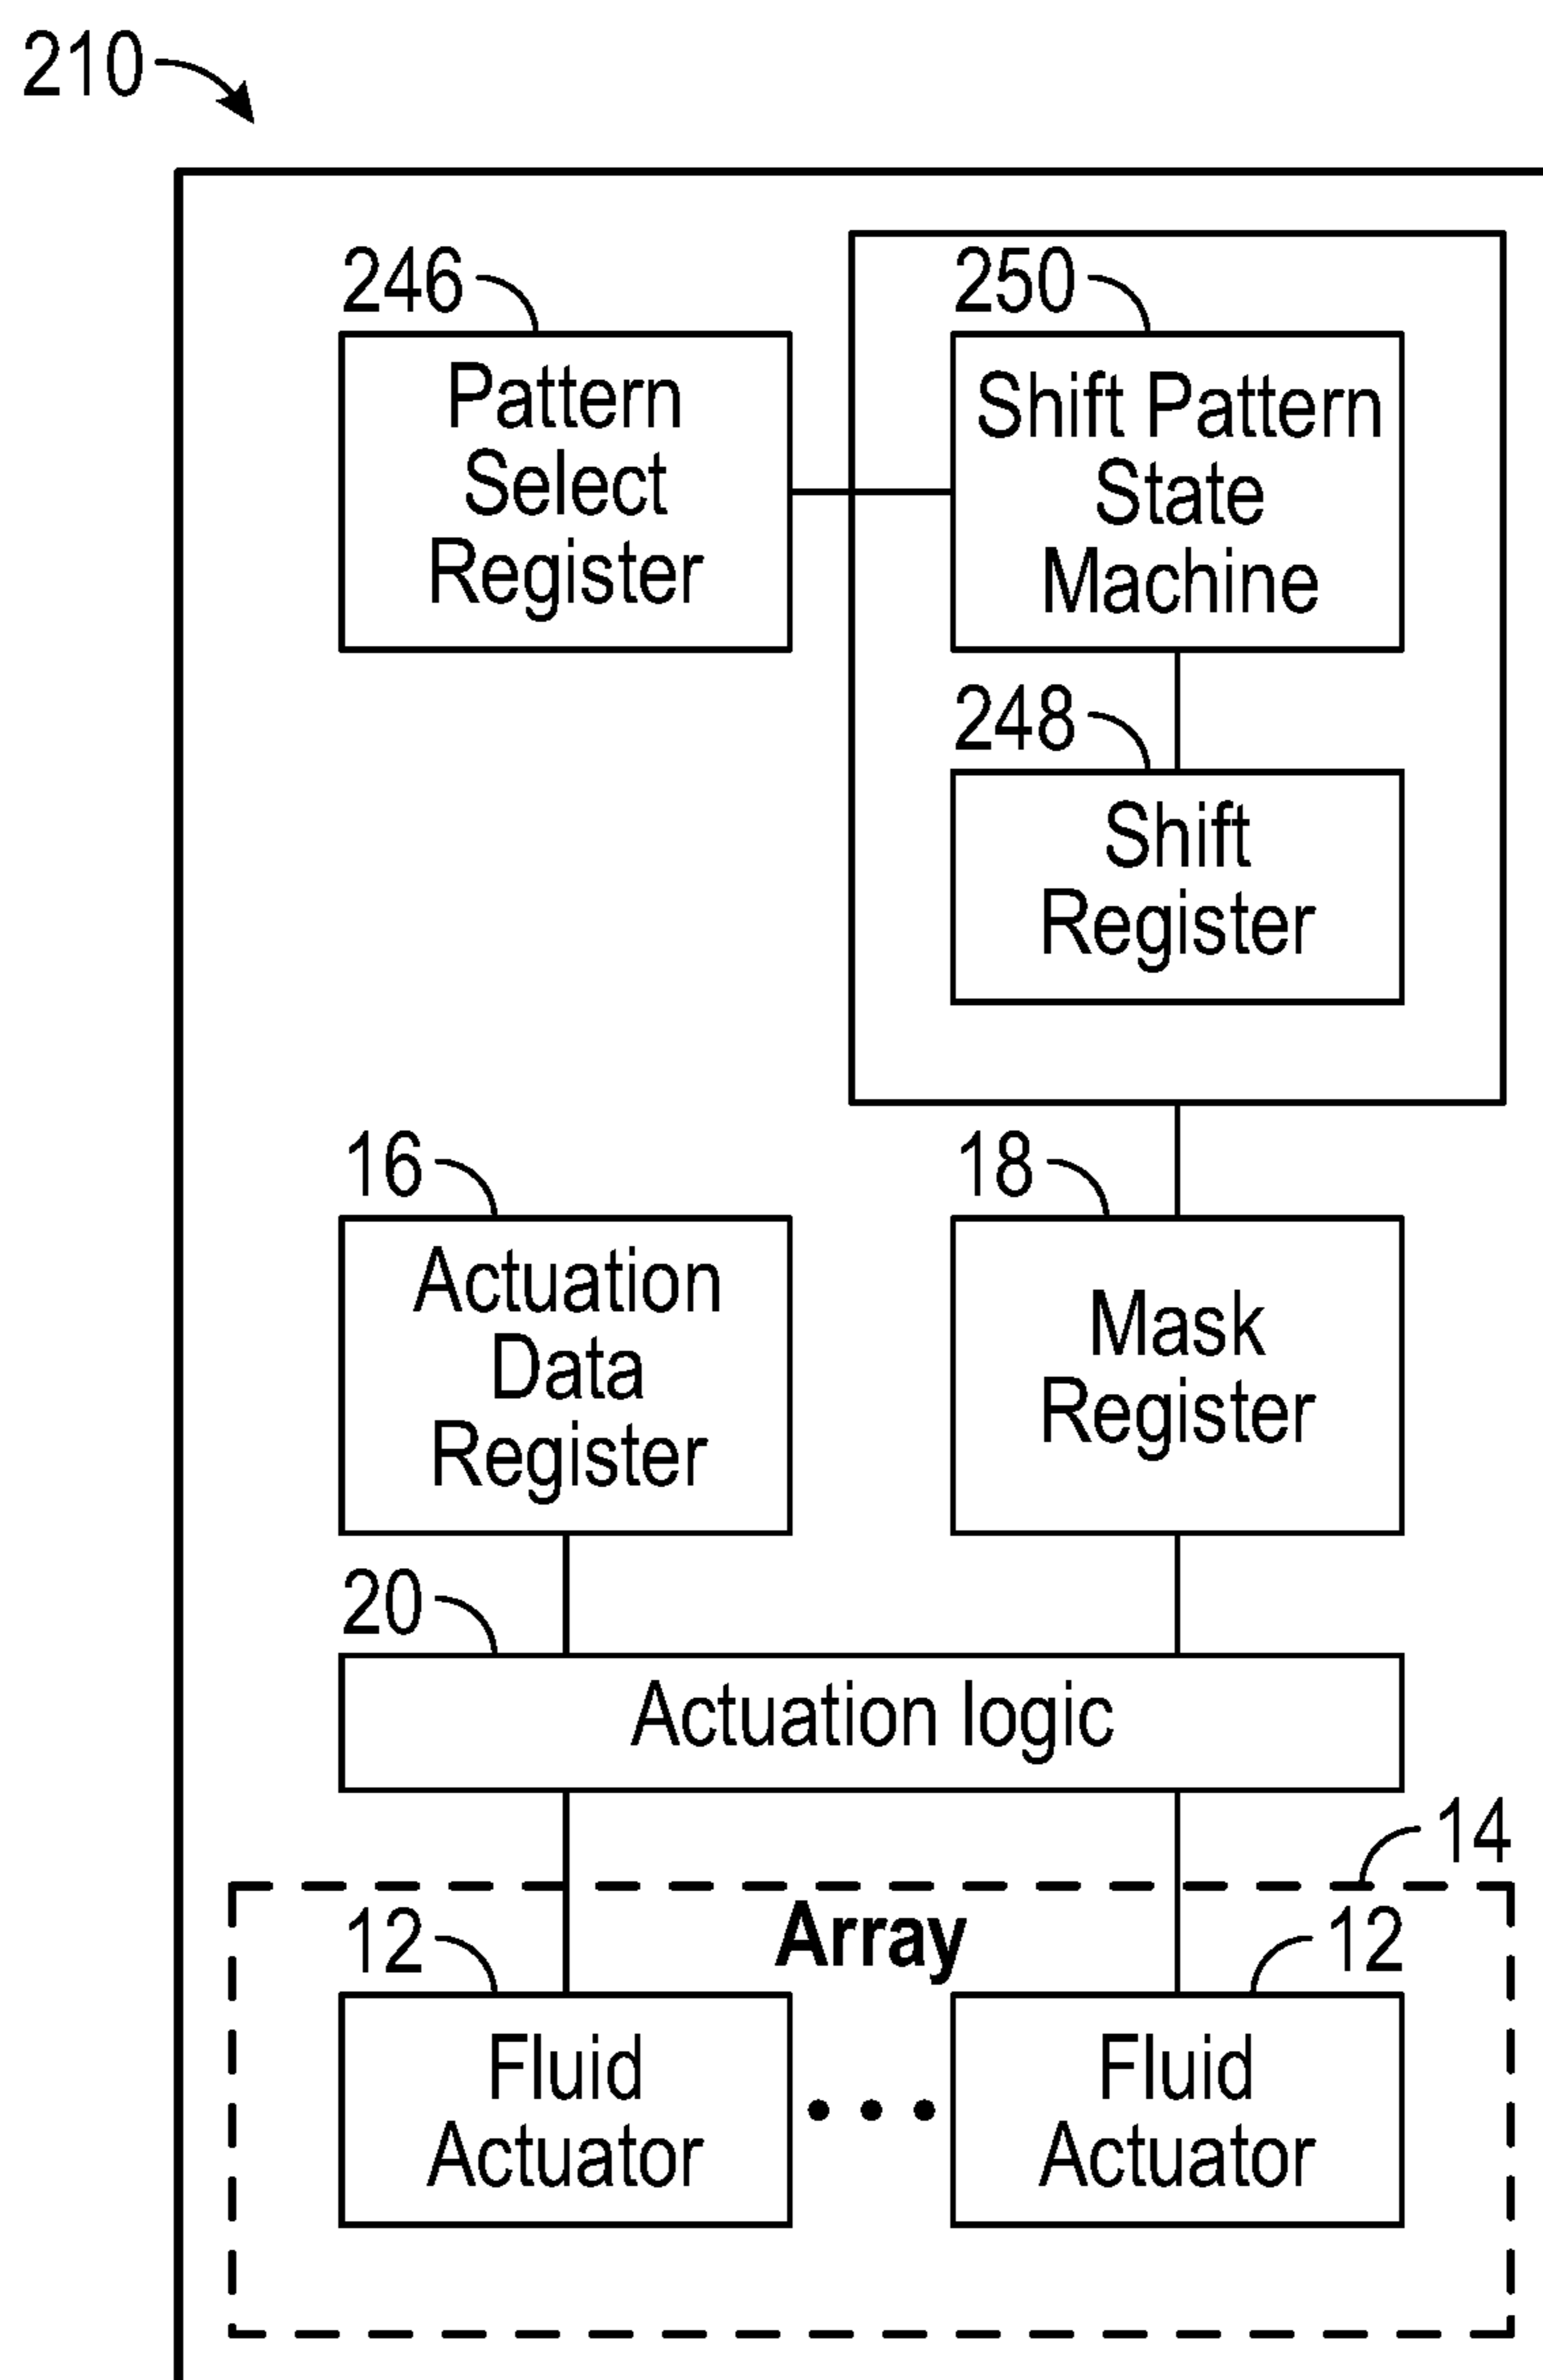 210
246
250
Pattern
Select
Register
Shift Pattern
State
Machine
248
Shift
Register
16
18
Actuation
Data
Register
Mask
Register
20
Actuation logic
14
Array
12
12
Fluid
Actuator
Fluid
Actuator